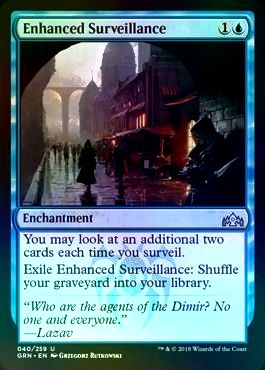 Enhanced Surveillance 1
Enchantment
You may look at an additional two
cards each time you surveil.
Exile Enhanced Surveillance: Shuffle
your graveyard into your library.
“Who are the agents of the Dimir? No
one and everyone.”
—Lazav
040/259 U
GRN • EN Grzegorz Rutkowski
™ & © 2018 Wizards of the Coast